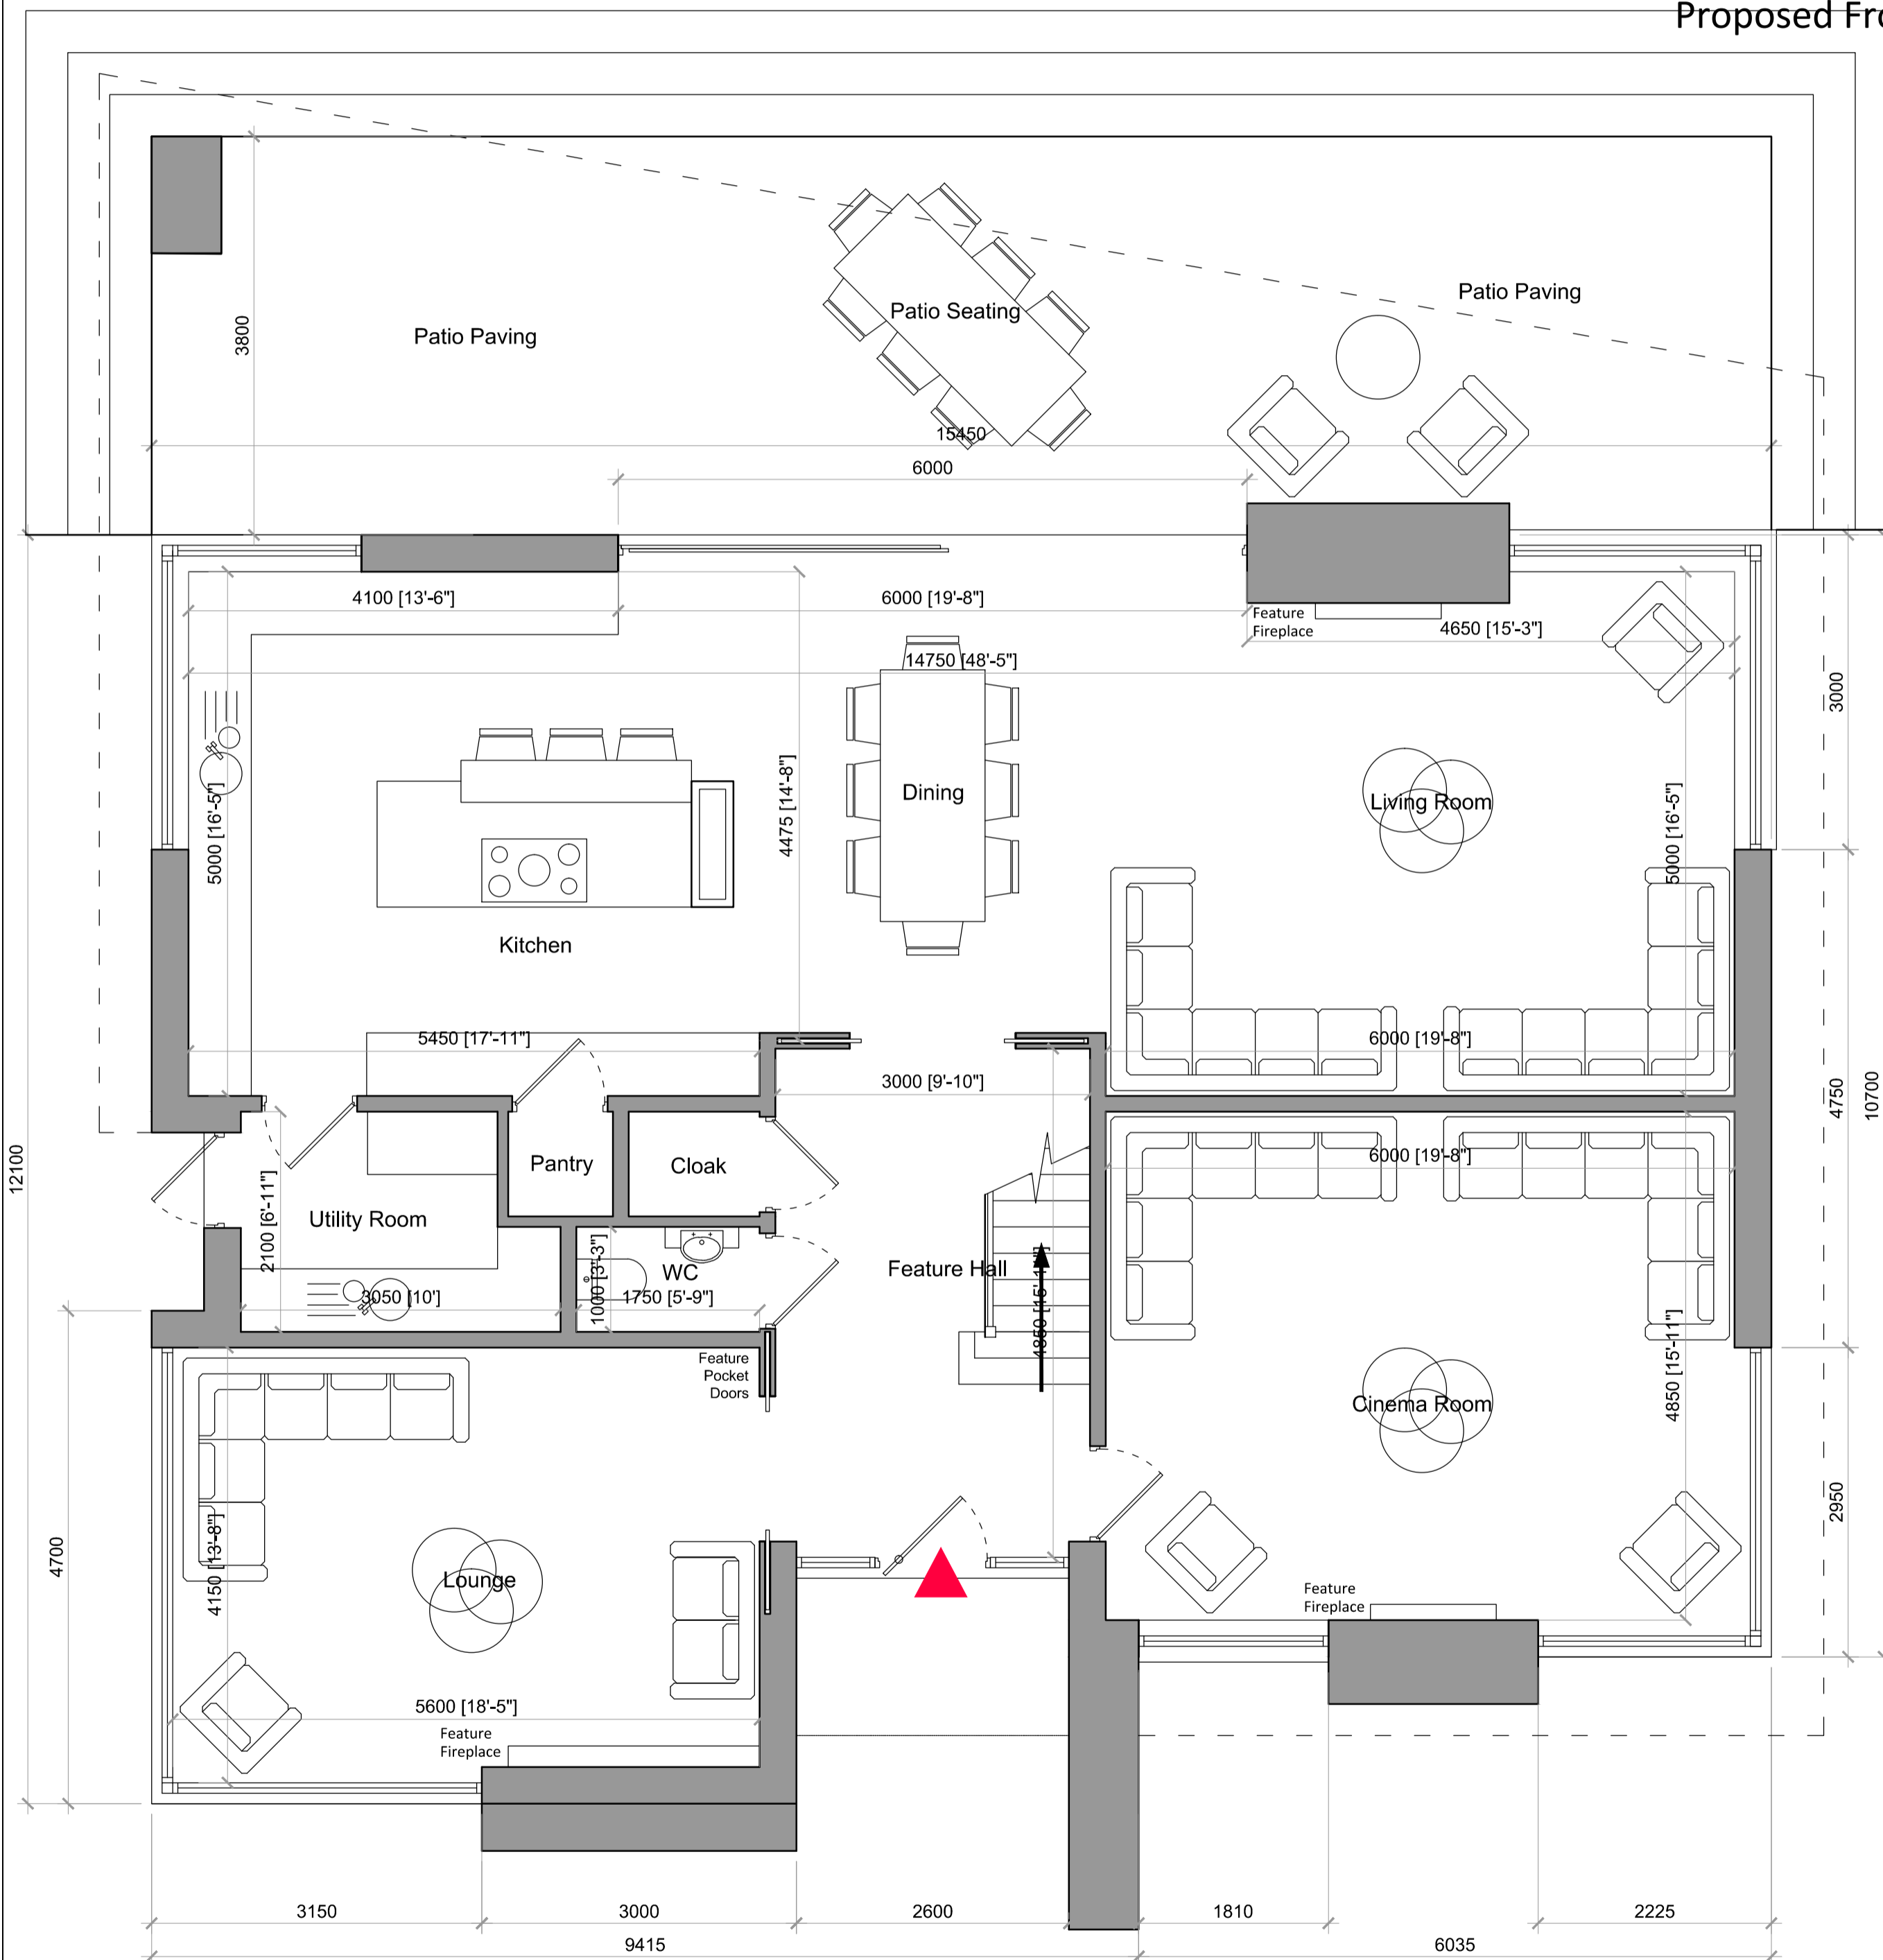 Proposed Fro
Patio Paving
Patio Seating
Patio Paving
3800
15450
6000
4100 [13'-6"]
6000 [19'-8"]
Feature
Fireplace
4650 [15'-3"]
14750 [48'-5"]
3000
5000 [16'-5"]
4475 [14'-8"]
Dining
Living Room
5000 [16'-5"]
Kitchen
5450 [17'-11"]
6000 [19'-8"]
3000 [9'-10"]
4750
10700
12100
Pantry
Cloak
6000 [19'-8"]
Utility Room
2100 [6'-11"]
1000 [3'-3"]
WC
Feature Hall
3050 [10']
1750 [5'-9"]
4850 [15'-11"]
Feature
Pocket
Doors
4850 [15'-11"]
Cinema Room
2950
4700
4150 [13'-8"]
Lounge
Feature
Fireplace
5600 [18'-5"]
Feature
Fireplace
3150
3000
2600
1810
2225
9415
6035